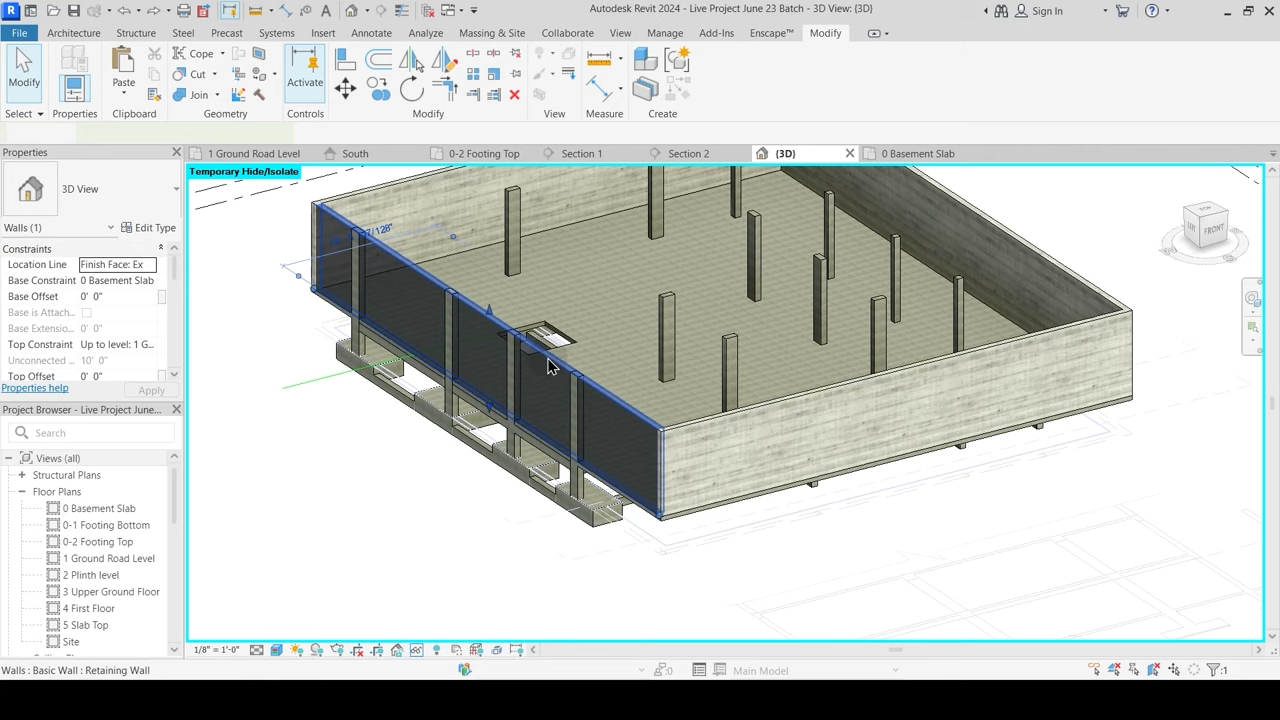 Autodesk Revit 2024 - Live Project June 23 Batch - 3D View: {3D}
Sign In
File Architecture Structure Steel Precast Systems Insert Annotate Analyze Massing & Site Collaborate View Manage Add-Ins Enscape™ Modify
Modify
Paste
Cope
Cut
Join
Activate
Select Properties Clipboard Geometry Controls Modify View Measure Create
Properties
1 Ground Road Level
South
0-2 Footing Top
Section 1
Section 2
{3D}
0 Basement Slab
Temporary Hide/Isolate
3D View
Walls (1)
Edit Type
Constraints
Location Line Finish Face: Ex
Base Constraint 0 Basement Slab
Base Offset 0' 0"
Base is Attach...
Base Extensio...
Top Constraint Up to level: 1 G...
Unconnected ... 10' 0"
Top Offset 0' 0"
Properties help
Apply
Project Browser - Live Project June...
Search
Views (all)
Structural Plans
Floor Plans
0 Basement Slab
0-1 Footing Bottom
0-2 Footing Top
1 Ground Road Level
2 Plinth level
3 Upper Ground Floor
4 First Floor
5 Slab Top
Site
FRONT
1/8" = 1'-0"
Walls : Basic Wall : Retaining Wall
:0
Main Model
:1